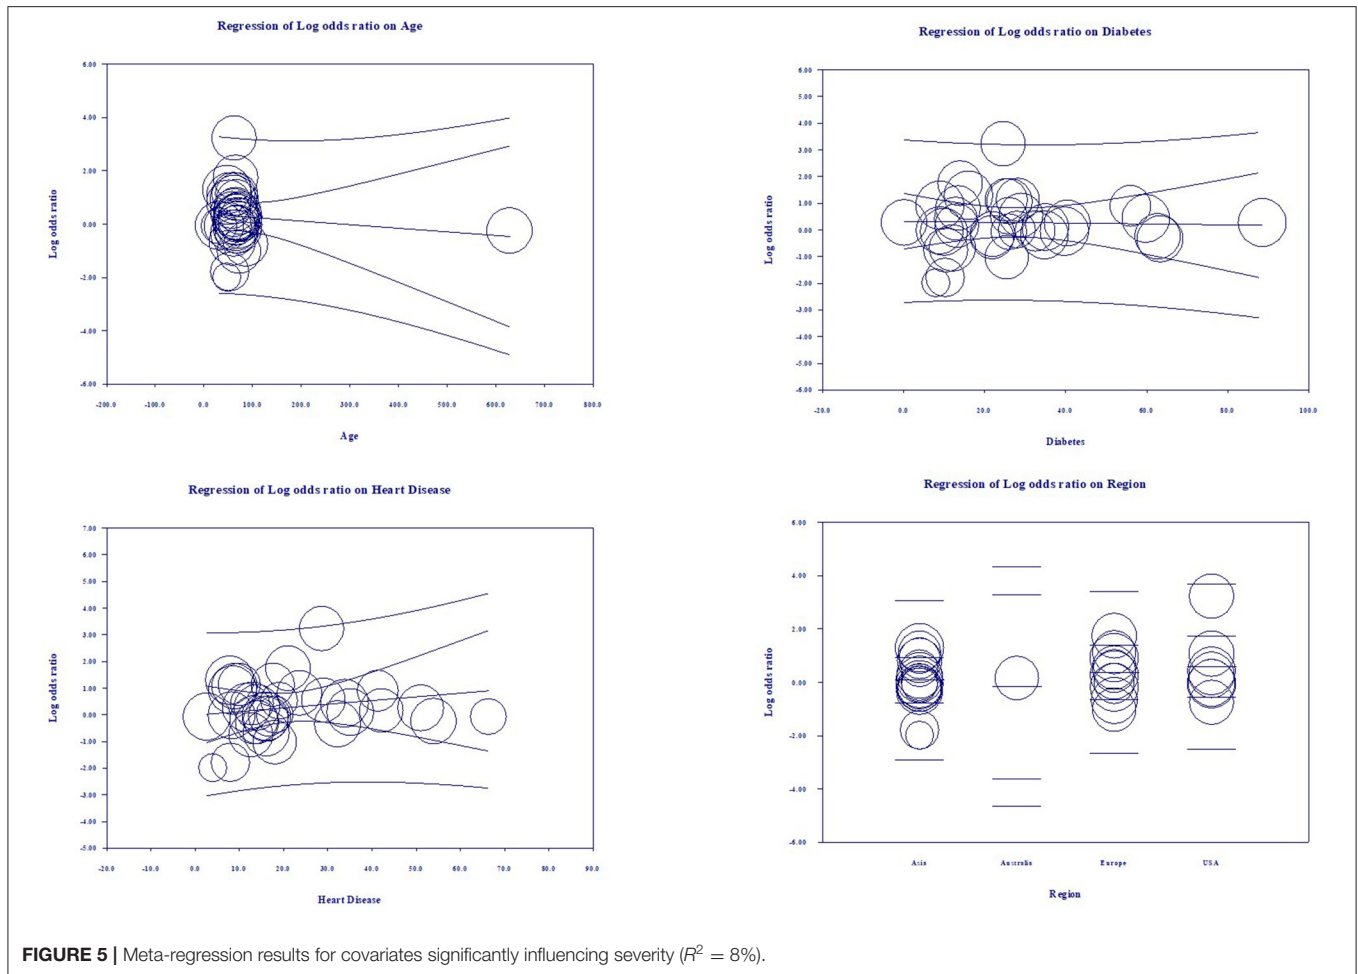 Regression of Log odds ratio on Age
6.00
4.00
2.00
0.00
-2.00
-4.00
-6.00
Log odds ratio
-200.0 -100.0 0.0 100.0 200.0 300.0 400.0 500.0 600.0 700.0 800.0
Age
Regression of Log odds ratio on Diabetes
6.00
5.00
4.00
3.00
2.00
1.00
0.00
-1.00
-2.00
-3.00
-4.00
-5.00
-6.00
Log odds ratio
-20.0 0.0 20.0 40.0 60.0 80.0 100.0
Diabetes
Regression of Log odds ratio on Heart Disease
7.00
6.00
5.00
4.00
3.00
2.00
1.00
0.00
-1.00
-2.00
-3.00
-4.00
-5.00
Log odds ratio
-20.0 -10.0 0.0 10.0 20.0 30.0 40.0 50.0 60.0 70.0 80.0 90.0
Heart Disease
Regression of Log odds ratio on Region
6.00
4.00
2.00
0.00
-2.00
-4.00
-6.00
Log odds ratio
Asia Australia Europe USA
Region
FIGURE 5 | Meta-regression results for covariates significantly influencing severity (R² = 8%).